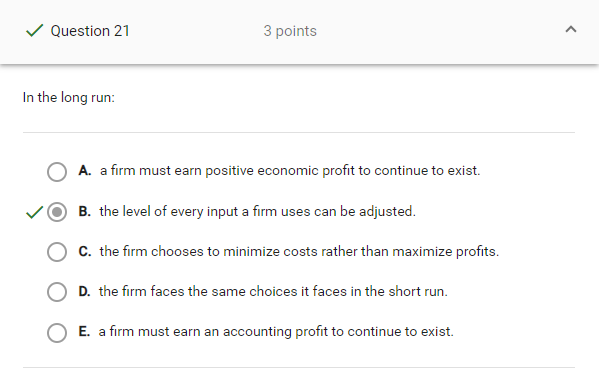 Question 21 3 points
In the long run:
A. a firm must earn positive economic profit to continue to exist.
B. the level of every input a firm uses can be adjusted.
C. the firm chooses to minimize costs rather than maximize profits.
D. the firm faces the same choices it faces in the short run.
E. a firm must earn an accounting profit to continue to exist.